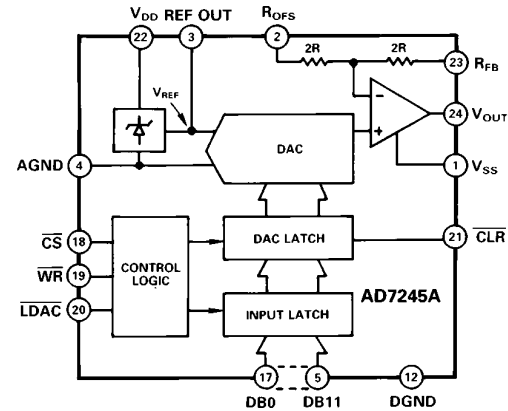 VDD REF OUT ROFS
22 3 2
2R 2R
23 RFB
VREF
24 VOUT
AGND 4
DAC
1 VSS
CS 18
DAC LATCH
21 CLR
WR 19
CONTROL LOGIC
AD7245A
LDAC 20
INPUT LATCH
17 5 12
DB0 DB11 DGND